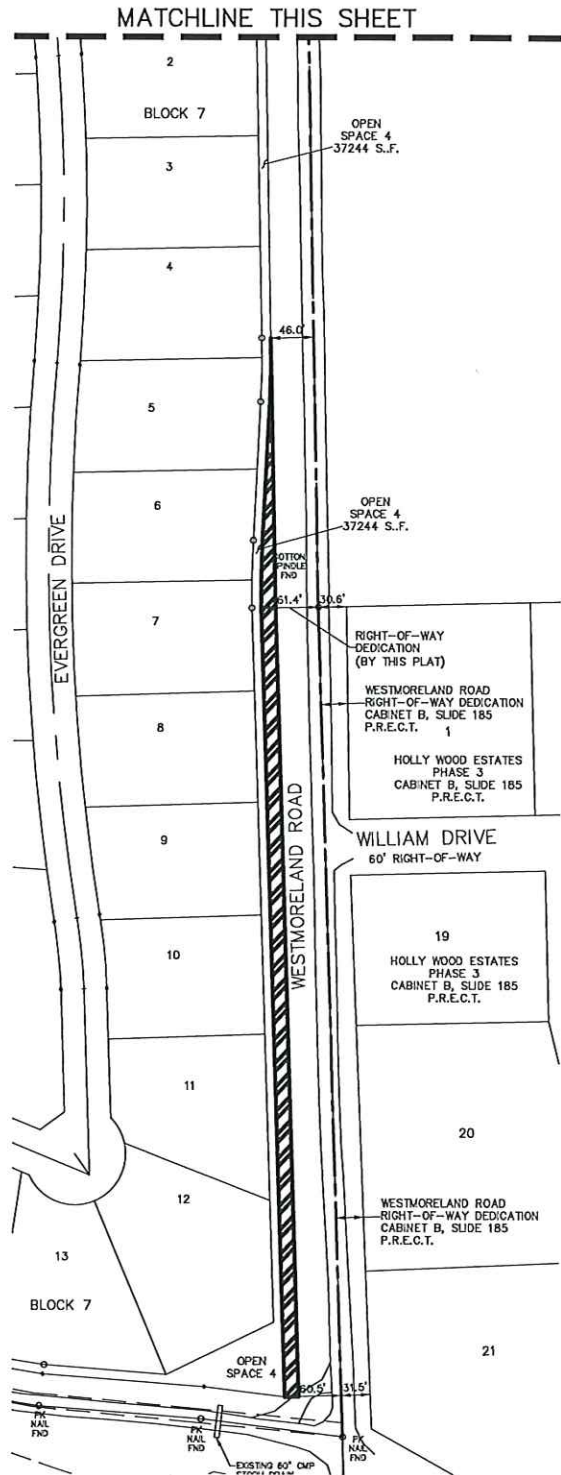 MATCHLINE THIS SHEET
2
BLOCK 7
OPEN
SPACE 4
37244 S..F.
3
4
46.0'
5
6
OPEN
SPACE 4
37244 S..F.
COTTON
SPINDLE
FND
EVERGREEN DRIVE
7
61.4'
30.6'
RIGHT-OF-WAY
DEDICATION
(BY THIS PLAT)
WESTMORELAND ROAD
RIGHT-OF-WAY DEDICATION
CABINET B, SLIDE 185
P.R.E.C.T.
1
8
HOLLY WOOD ESTATES
PHASE 3
CABINET B, SLIDE 185
P.R.E.C.T.
WESTMORELAND ROAD
9
WILLIAM DRIVE
60' RIGHT-OF-WAY
10
19
HOLLY WOOD ESTATES
PHASE 3
CABINET B, SLIDE 185
P.R.E.C.T.
11
20
12
WESTMORELAND ROAD
RIGHT-OF-WAY DEDICATION
CABINET B, SLIDE 185
P.R.E.C.T.
13
BLOCK 7
21
OPEN
SPACE 4
60.5'
31.5'
PK
NAIL
FND
PK
NAIL
FND
PK
NAIL
FND
EXISTING 60" CMP
STORM DRAIN